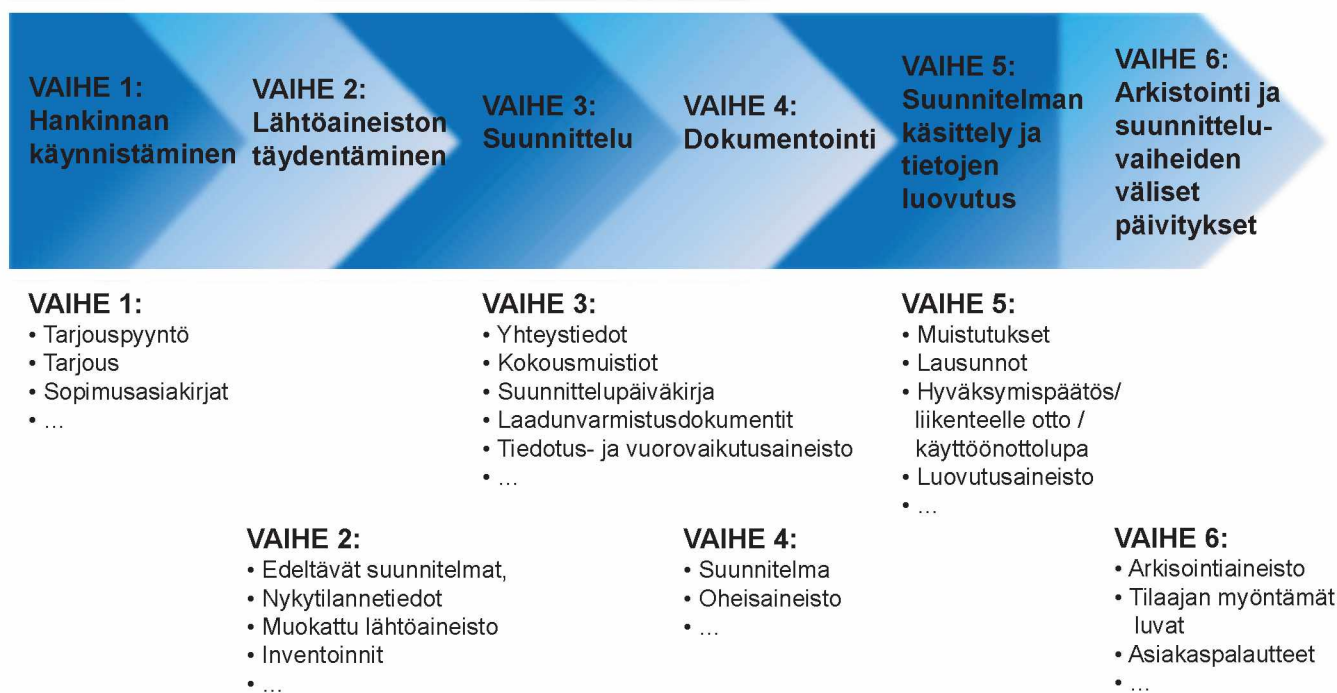 VAIHE 1:
Hankinnan
käynnistäminen
VAIHE 2:
Lähtöaineiston
täydentäminen
VAIHE 3:
Suunnittelu
VAIHE 4:
Dokumentointi
VAIHE 5:
Suunnitelman
käsittely ja
tietojen
luovutus
VAIHE 6:
Arkistointi ja
suunnittelu-
vaiheiden
väliset
päivitykset
VAIHE 1:
• Tarjouspyyntö
• Tarjous
• Sopimusasiakirjat
• ...
VAIHE 2:
• Edeltävät suunnitelmat,
• Nykytilannetiedot
• Muokattu lähtöaineisto
• Inventoinnit
• ...
VAIHE 3:
• Yhteystiedot
• Kokousmuistiot
• Suunnittelupäiväkirja
• Laadunvarmistusdokumentit
• Tiedotus- ja vuorovaikutusaineisto
• ...
VAIHE 4:
• Suunnitelma
• Oheisaineisto
• ...
VAIHE 5:
• Muistutukset
• Lausunnot
• Hyväksymispäätös/
liikenteelle otto /
käyttöönottolupa
• Luovutusaineisto
• ...
VAIHE 6:
• Arkisointiaineisto
• Tilaajan myöntämät
luvat
• Asiakaspalautteet
• ...